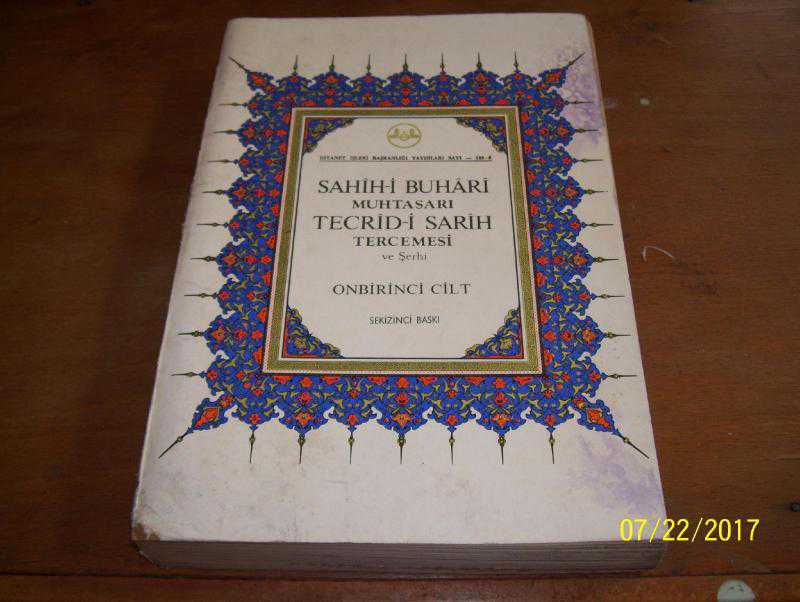 DİYANET İŞLERİ BAŞKANLIĞI YAYINLARI SAYI —
SAHÎH-İ BUHÂRÎ
MUHTASARI
TECRÎD-İ SARİH
TERCEMESİ
ve Şerhi
ONBİRİNCİ CİLT
SEKİZİNCİ BASKI
07/22/2017